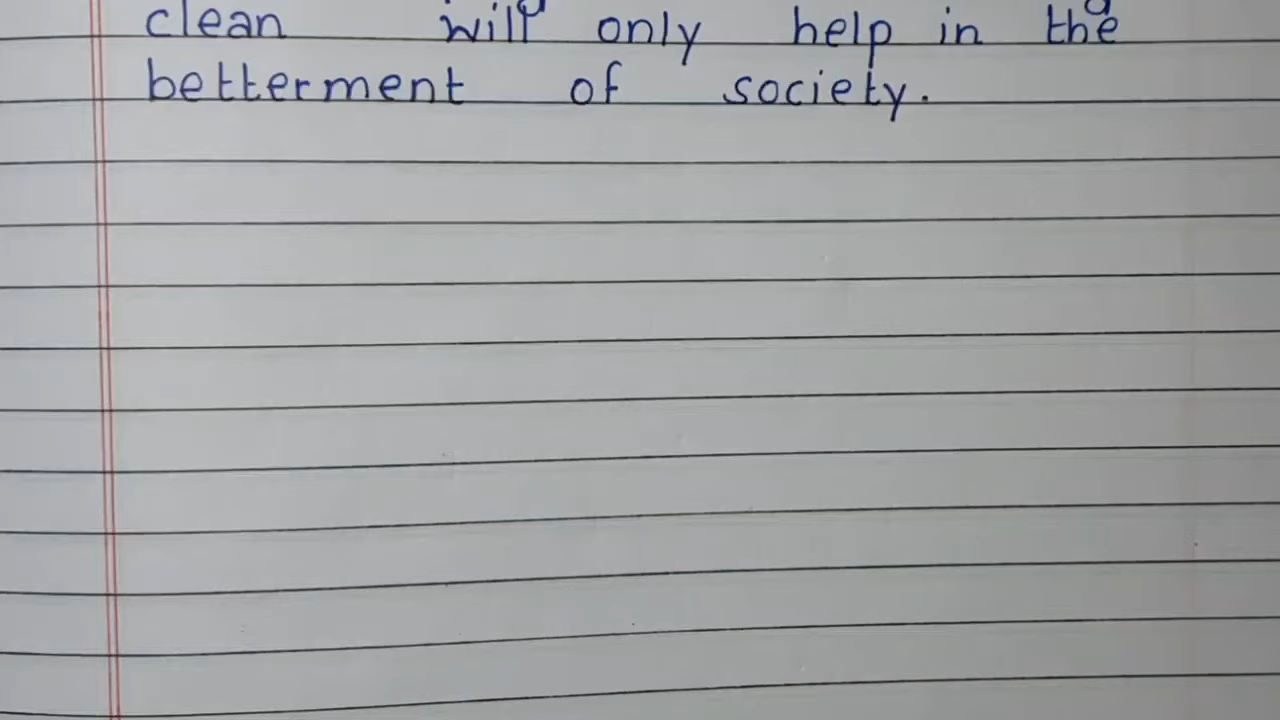 clean will only help in the
betterment of society.